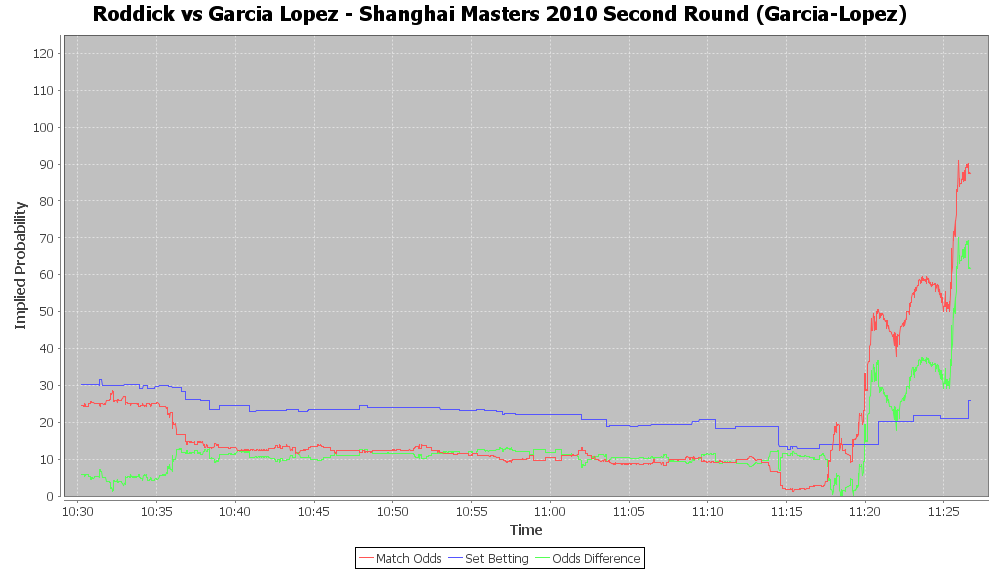 Roddick vs Garcia Lopez - Shanghai Masters 2010 Second Round (Garcia-Lopez)
120
110
100
90
80
70
60
50
40
30
20
10
0
Implied Probability
10:30 10:35 10:40 10:45 10:50 10:55 11:00 11:05 11:10 11:15 11:20 11:25
Time
Match Odds Set Betting Odds Difference